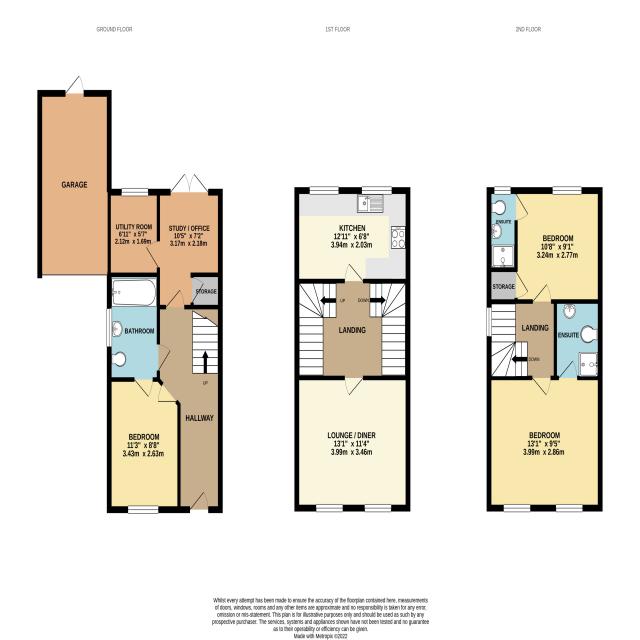 GROUND FLOOR
1ST FLOOR
2ND FLOOR
GARAGE
UTILITY ROOM
6'11" x 5'7"
2.12m x 1.69m
STUDY / OFFICE
10'5" x 7'2"
3.17m x 2.18m
STORAGE
BATHROOM
UP
HALLWAY
BEDROOM
11'3" x 8'8"
3.43m x 2.63m
KITCHEN
12'11" x 6'8"
3.94m x 2.03m
UP
DOWN
LANDING
LOUNGE / DINER
13'1" x 11'4"
3.99m x 3.46m
ENSUITE
BEDROOM
10'8" x 9'1"
3.24m x 2.77m
STORAGE
LANDING
ENSUITE
DOWN
BEDROOM
13'1" x 9'5"
3.99m x 2.86m
Whilst every attempt has been made to ensure the accuracy of the floorplan contained here, measurements
of doors, windows, rooms and any other items are approximate and no responsibility is taken for any error,
omission or mis-statement. This plan is for illustrative purposes only and should be used as such by any
prospective purchaser. The services, systems and appliances shown have not been tested and no guarantee
as to their operability or efficiency can be given.
Made with Metropix ©2022